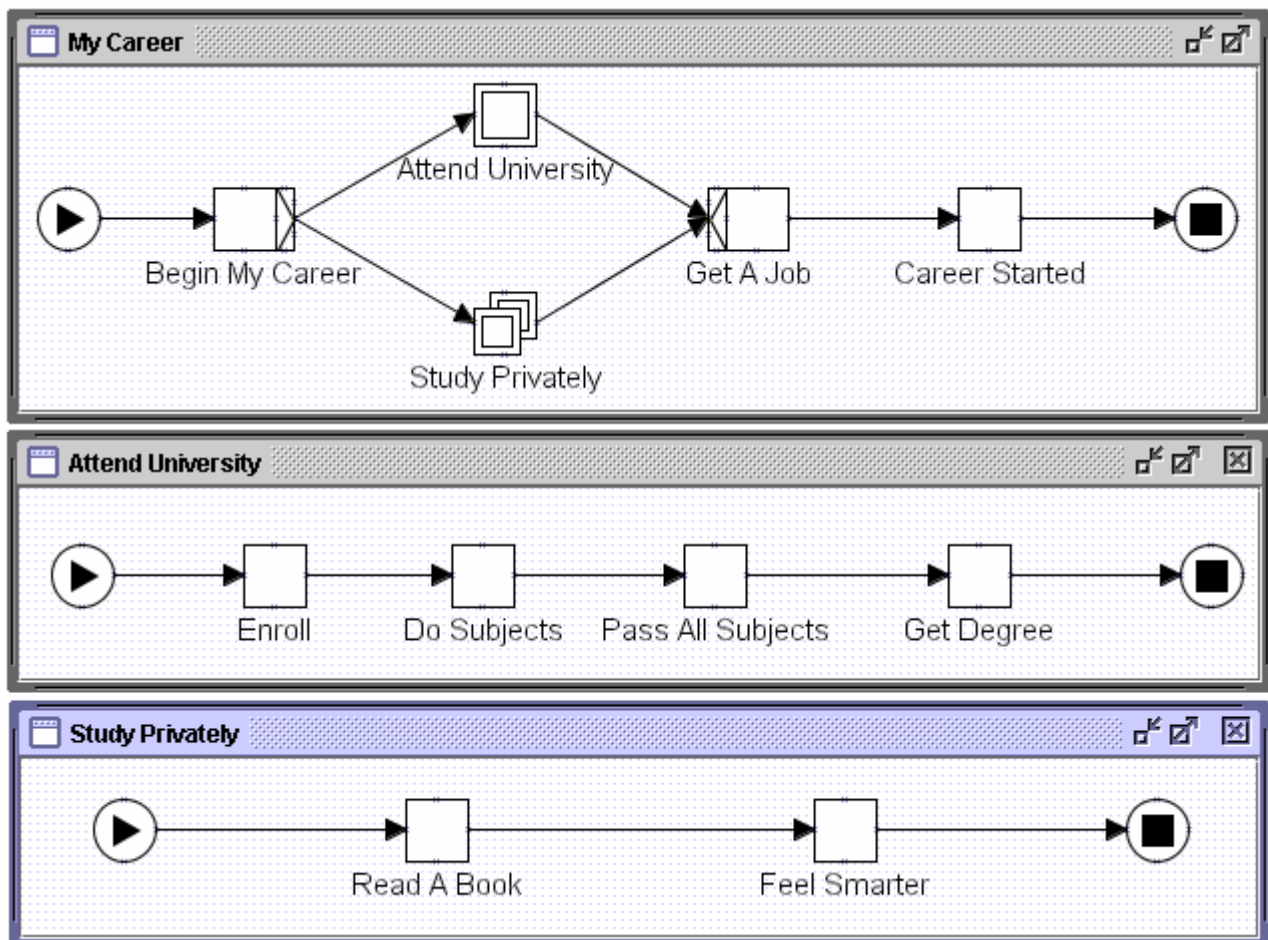 My Career
Attend University
Begin My Career
Get A Job
Career Started
Study Privately
Attend University
Enroll
Do Subjects
Pass All Subjects
Get Degree
Study Privately
Read A Book
Feel Smarter